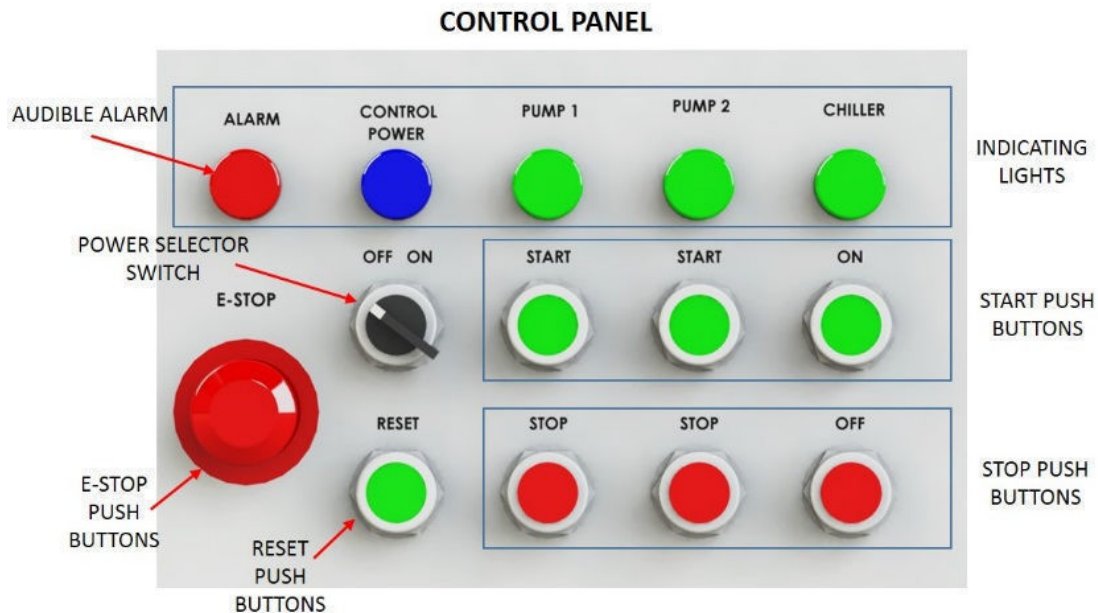 CONTROL PANEL
AUDIBLE ALARM
ALARM
CONTROL
POWER
PUMP 1
PUMP 2
CHILLER
INDICATING
LIGHTS
POWER SELECTOR
SWITCH
OFF ON
START
START
ON
START PUSH
BUTTONS
E-STOP
RESET
STOP
STOP
OFF
STOP PUSH
BUTTONS
E-STOP
PUSH
BUTTONS
RESET
PUSH
BUTTONS